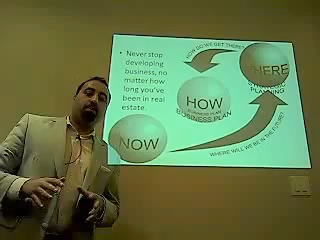 Never stop
developing
business, no
matter how
long you've
been in real
estate.
HOW DO WE GET THERE?
WHERE
PLANNING
HOW
BUSINESS PLAN
NOW
WHERE WILL WE BE IN THE FUTURE?